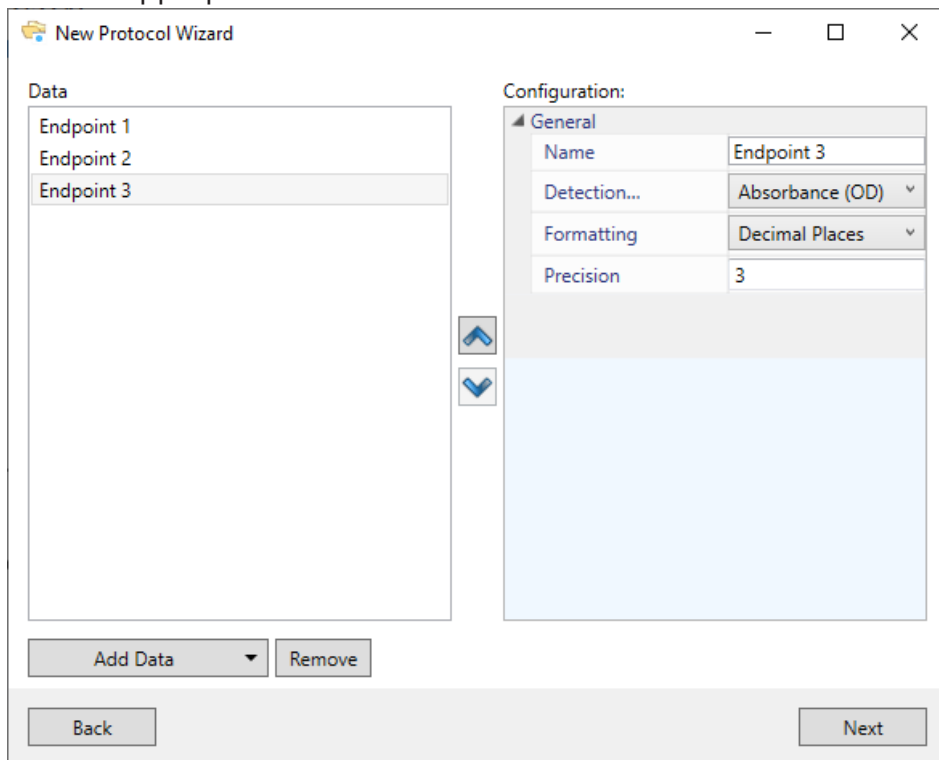 New Protocol Wizard
Data
Endpoint 1
Endpoint 2
Endpoint 3
Configuration:
General
Name Endpoint 3
Detection... Absorbance (OD)
Formatting Decimal Places
Precision 3
Add Data Remove
Back Next